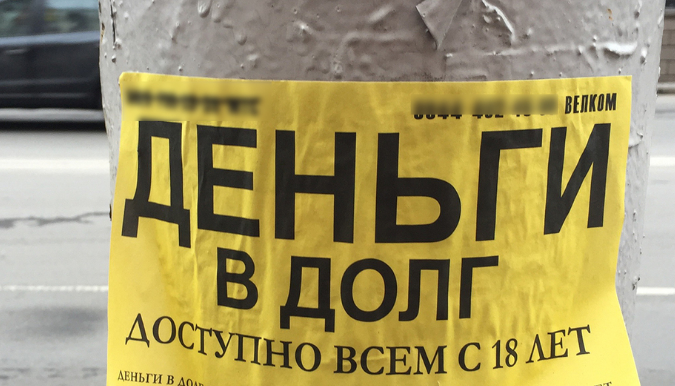 ВЕЛКОМ
ДЕНЬГИ
В ДОЛГ
ДОСТУПНО ВСЕМ С 18 ЛЕТ
ДЕНЬГИ В